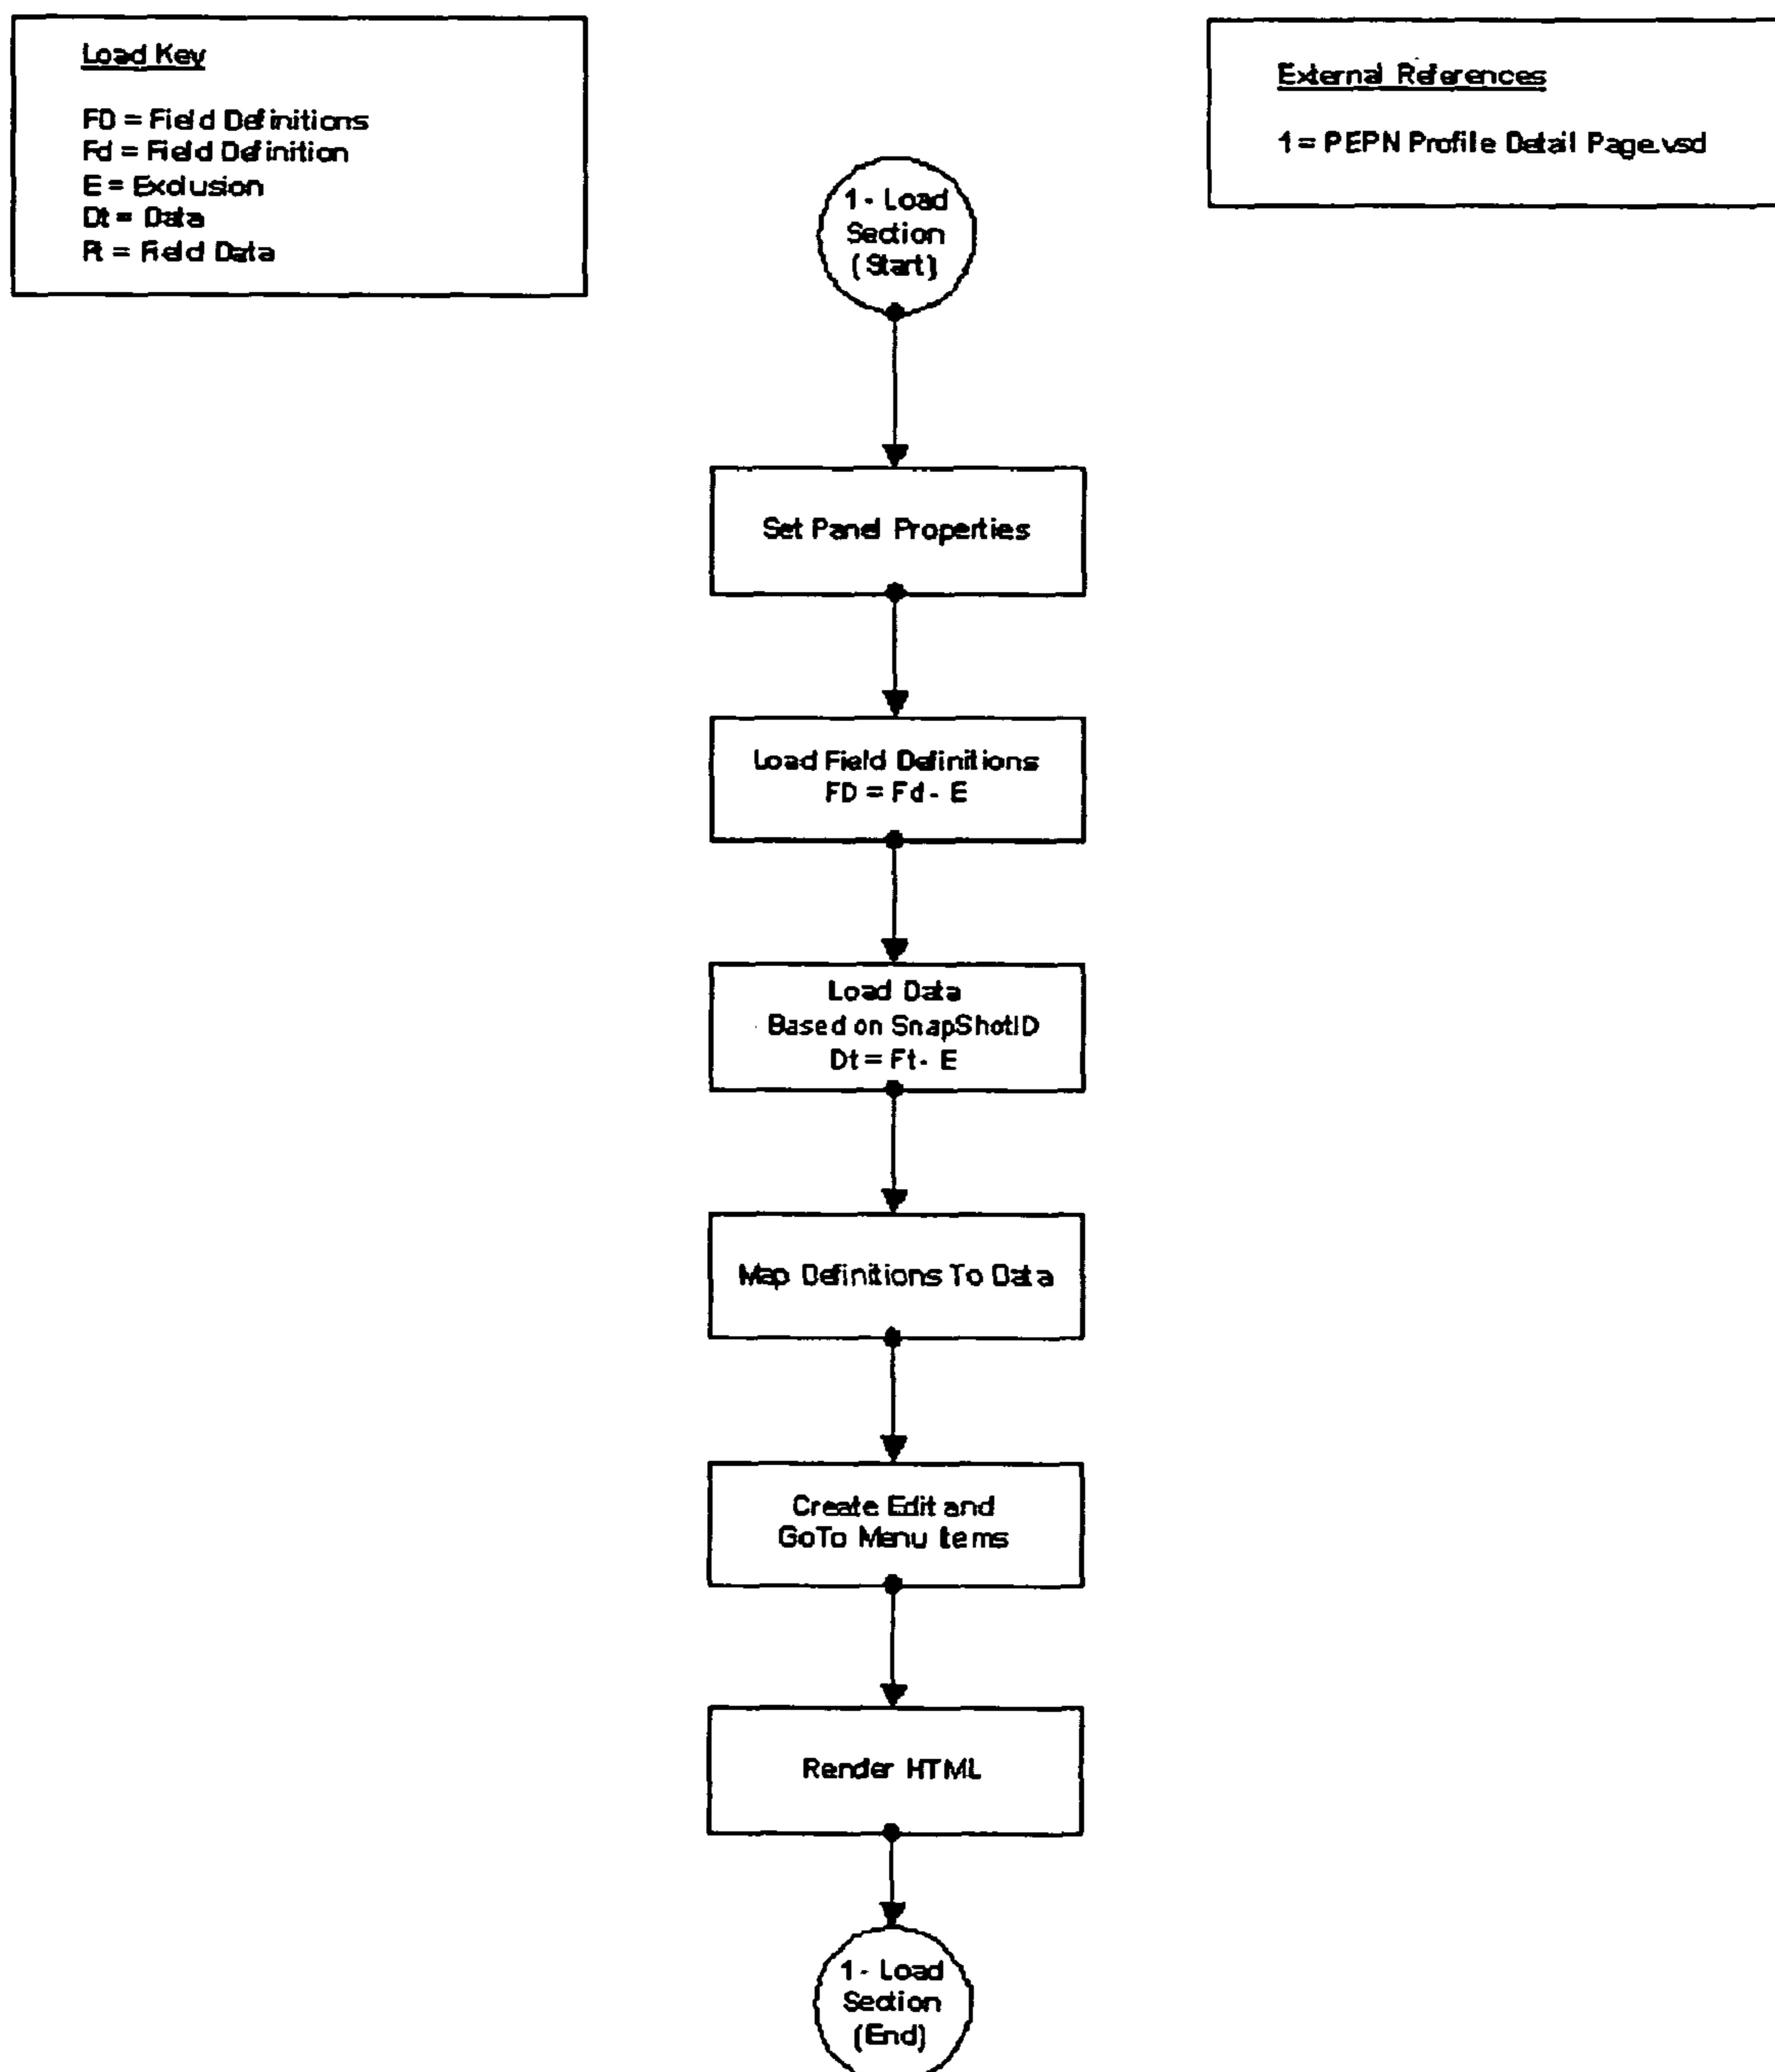 Load Key
FD = Field Definitions
Fd = Field Definition
E = Exclusion
Dt = Data
Ft = Field Data
External References
1 = PEPN Profile Detail Page.vsd
1 - Load
Section
(Start)
Set Panel Properties
Load Field Definitions
FD = Fd - E
Load Data
Based on SnapShotID
Dt = Ft - E
Map Definitions To Data
Create Edit and
GoTo Menu Items
Render HTML
1 - Load
Section
(End)